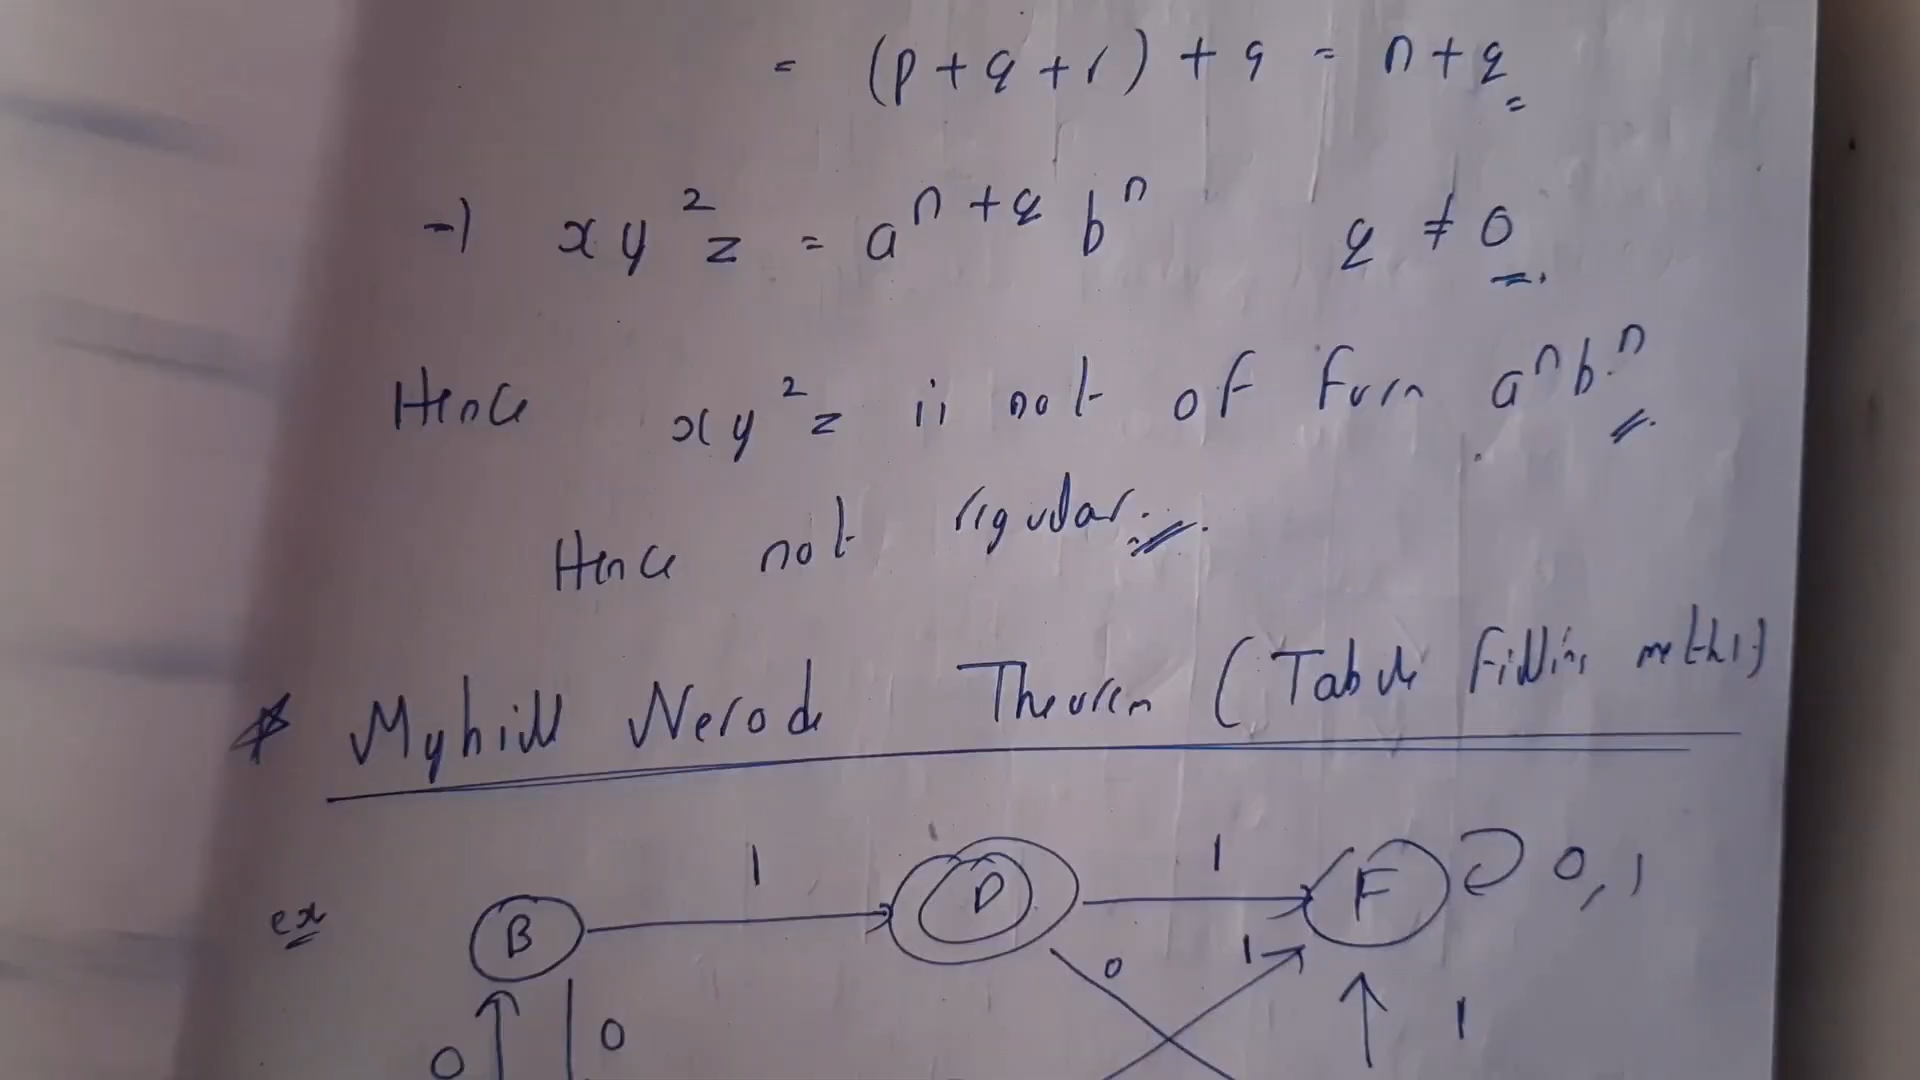 = (p + q + r) + q = n + q
→ xy²z = aⁿ⁺q bⁿ q ≠ 0.
Hence xy²z is not of form aⁿbⁿ.
Hence not regular.
* Myhill Nerode Theorem (Table Filling method)
ex B 1 D 1 F 0, 1
0 1
0 0 1